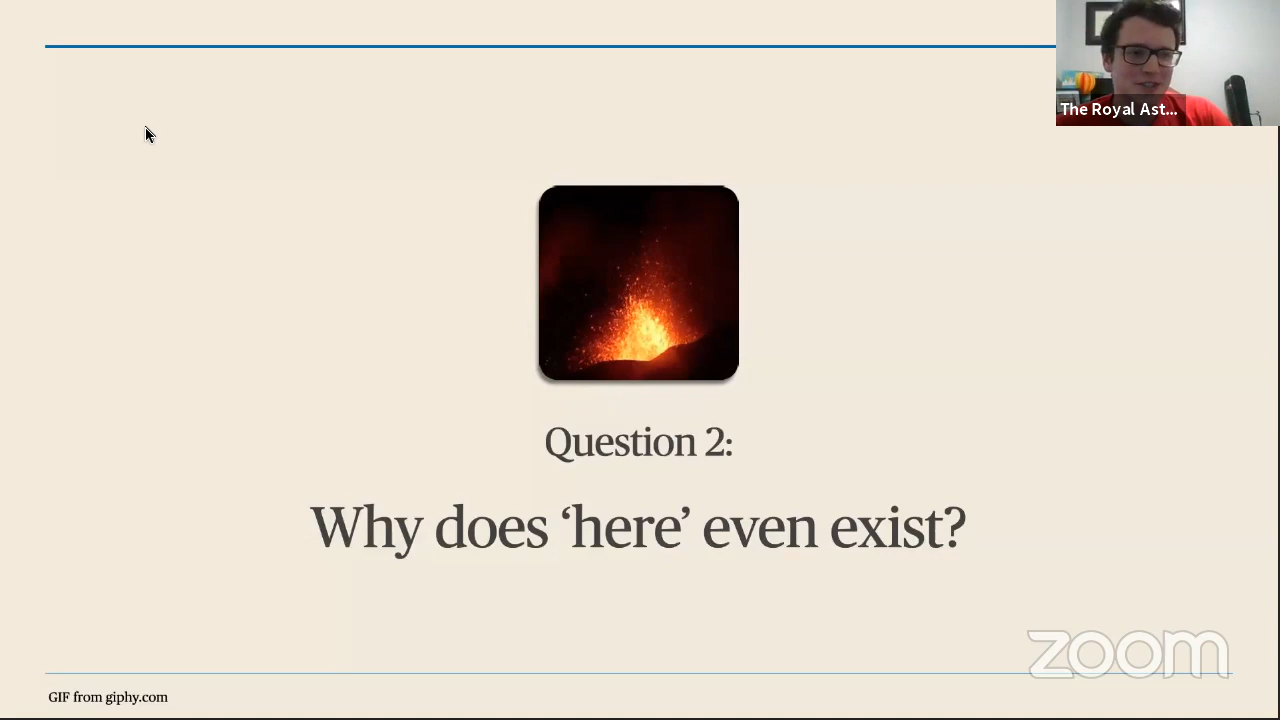 The Royal Ast...
Question 2:
Why does ‘here’ even exist?
zoom
GIF from giphy.com